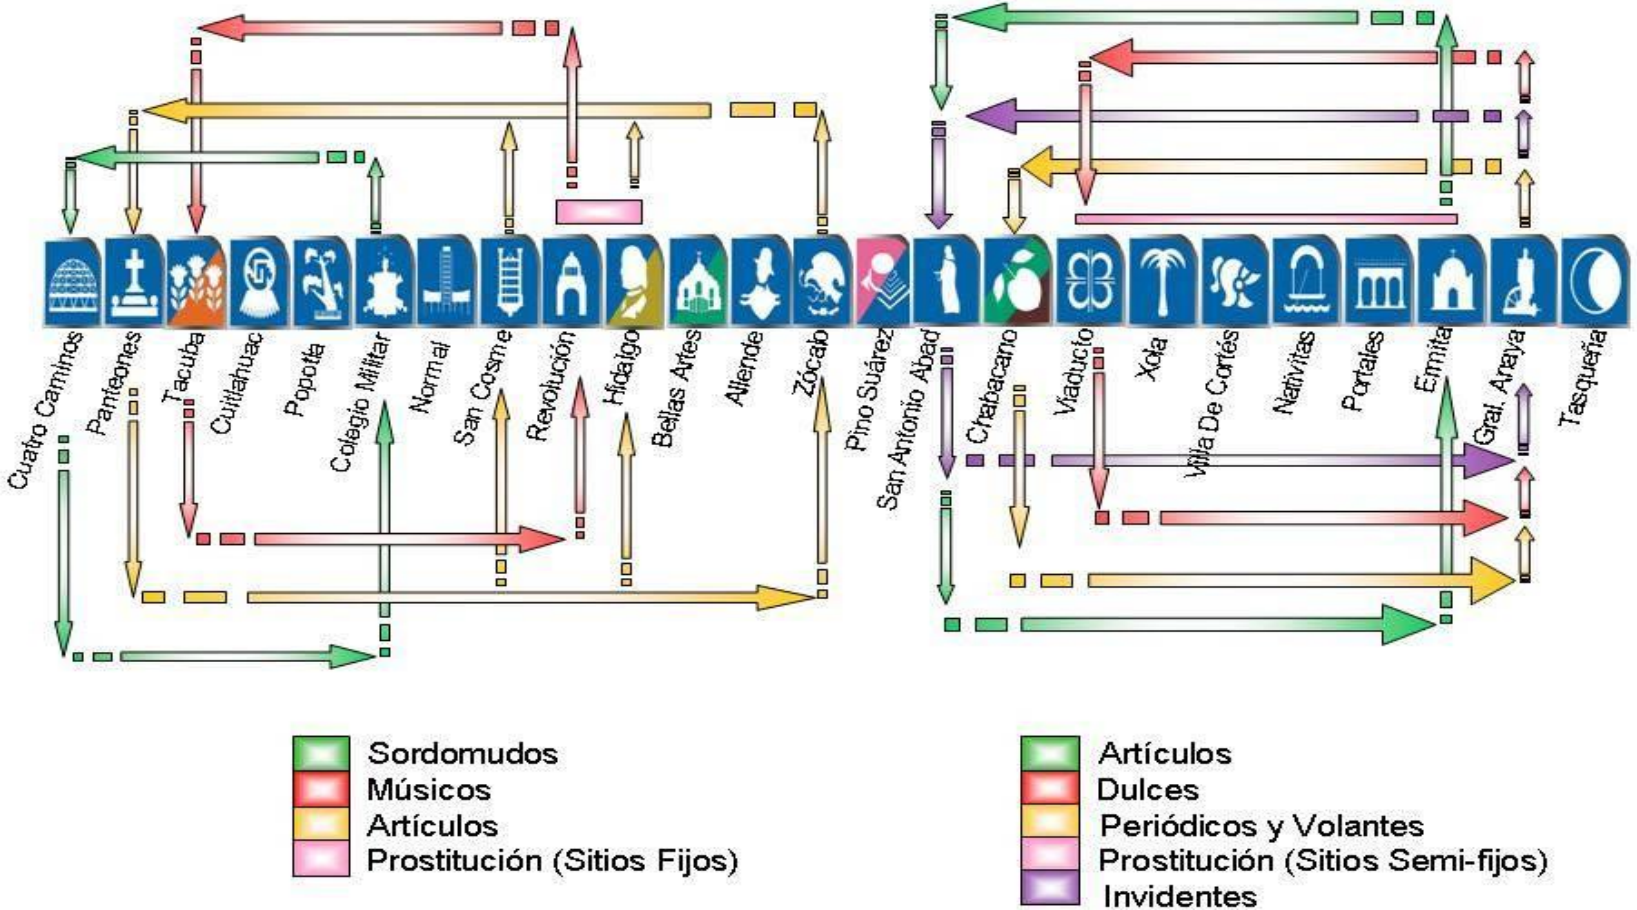 Cuatro Caminos
Panteones
Tacuba
Cuitlahuac
Popotla
Colegio Militar
Normal
San Cosme
Revolución
Hidalgo
Bellas Artes
Allende
Zócalo
Pino Suárez
San Antonio Abad
Chabacano
Viaducto
Xola
Villa De Cortés
Nativitas
Portales
Ermita
Gral. Anaya
Tasqueña
Sordomudos
Músicos
Artículos
Prostitución (Sitios Fijos)
Artículos
Dulces
Periódicos y Volantes
Prostitución (Sitios Semi-fijos)
Invidentes